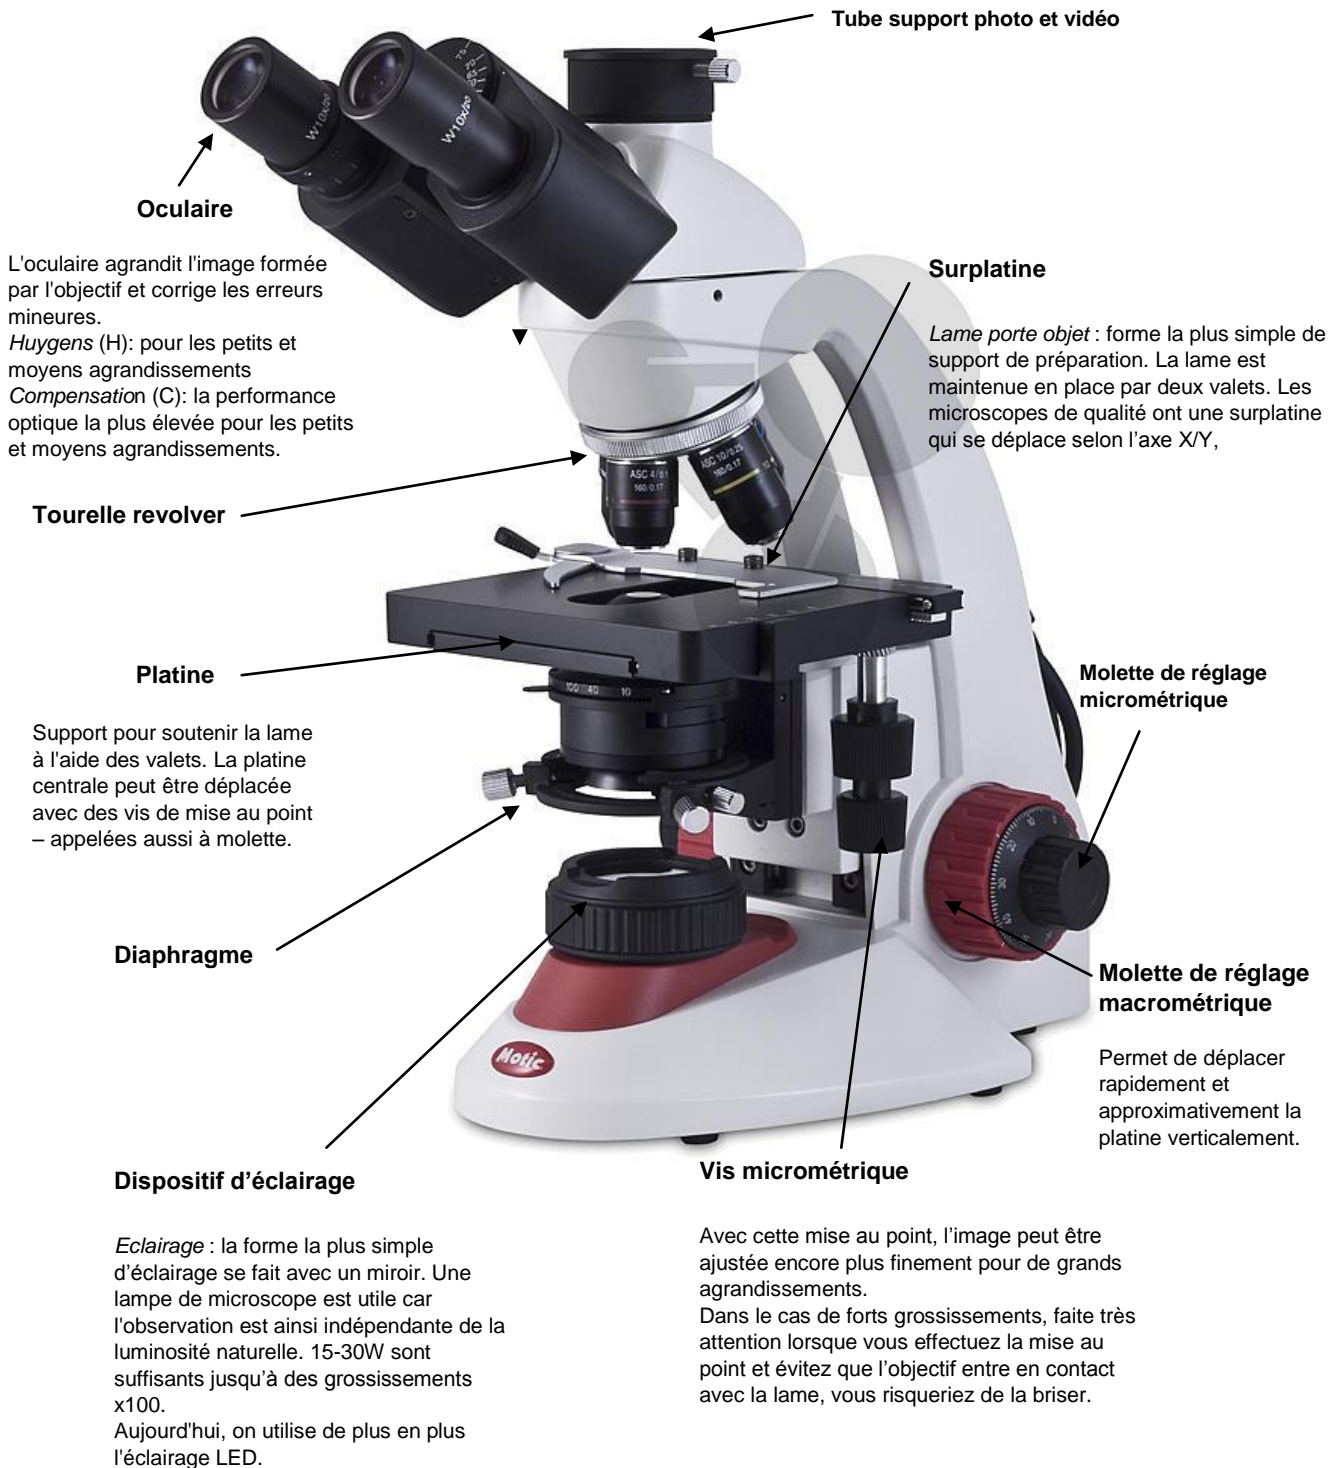 Tube support photo et vidéo
W10x/20
W10x/20
Oculaire
L'oculaire agrandit l'image formée
par l'objectif et corrige les erreurs
mineures.
Huygens (H): pour les petits et
moyens agrandissements
Compensation (C): la performance
optique la plus élevée pour les petits
et moyens agrandissements.
Surplatine
Lame porte objet : forme la plus simple de
support de préparation. La lame est
maintenue en place par deux valets. Les
microscopes de qualité ont une surplatine
qui se déplace selon l’axe X/Y,
ASC 4/0.1
160/0.17
ASC 10/0.25
160/0.17
Tourelle revolver
Platine
Support pour soutenir la lame
à l'aide des valets. La platine
centrale peut être déplacée
avec des vis de mise au point
– appelées aussi à molette.
100 40 10
Molette de réglage
micrométrique
Diaphragme
Molette de réglage
macrométrique
Permet de déplacer
rapidement et
approximativement la
platine verticalement.
Motic
Dispositif d’éclairage
Eclairage : la forme la plus simple
d’éclairage se fait avec un miroir. Une
lampe de microscope est utile car
l'observation est ainsi indépendante de la
luminosité naturelle. 15-30W sont
suffisants jusqu’à des grossissements
x100.
Aujourd'hui, on utilise de plus en plus
l'éclairage LED.
Vis micrométrique
Avec cette mise au point, l’image peut être
ajustée encore plus finement pour de grands
agrandissements.
Dans le cas de forts grossissements, faite très
attention lorsque vous effectuez la mise au
point et évitez que l’objectif entre en contact
avec la lame, vous risqueriez de la briser.